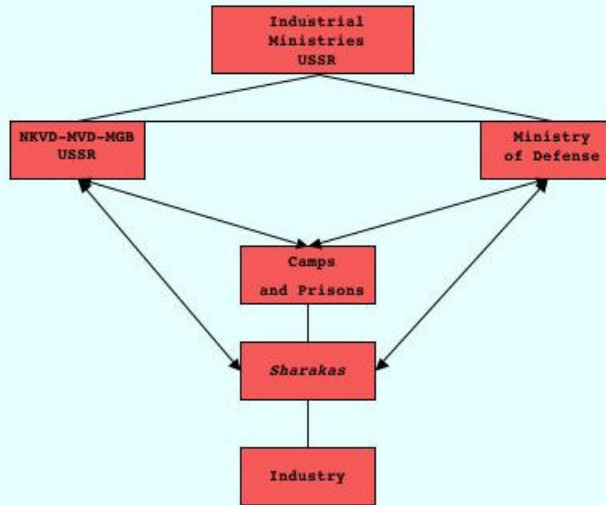 Industrial
Ministries
USSR
NKVD-MVD-MGB
USSR
Ministry
of Defense
Camps
and Prisons
Sharakas
Industry